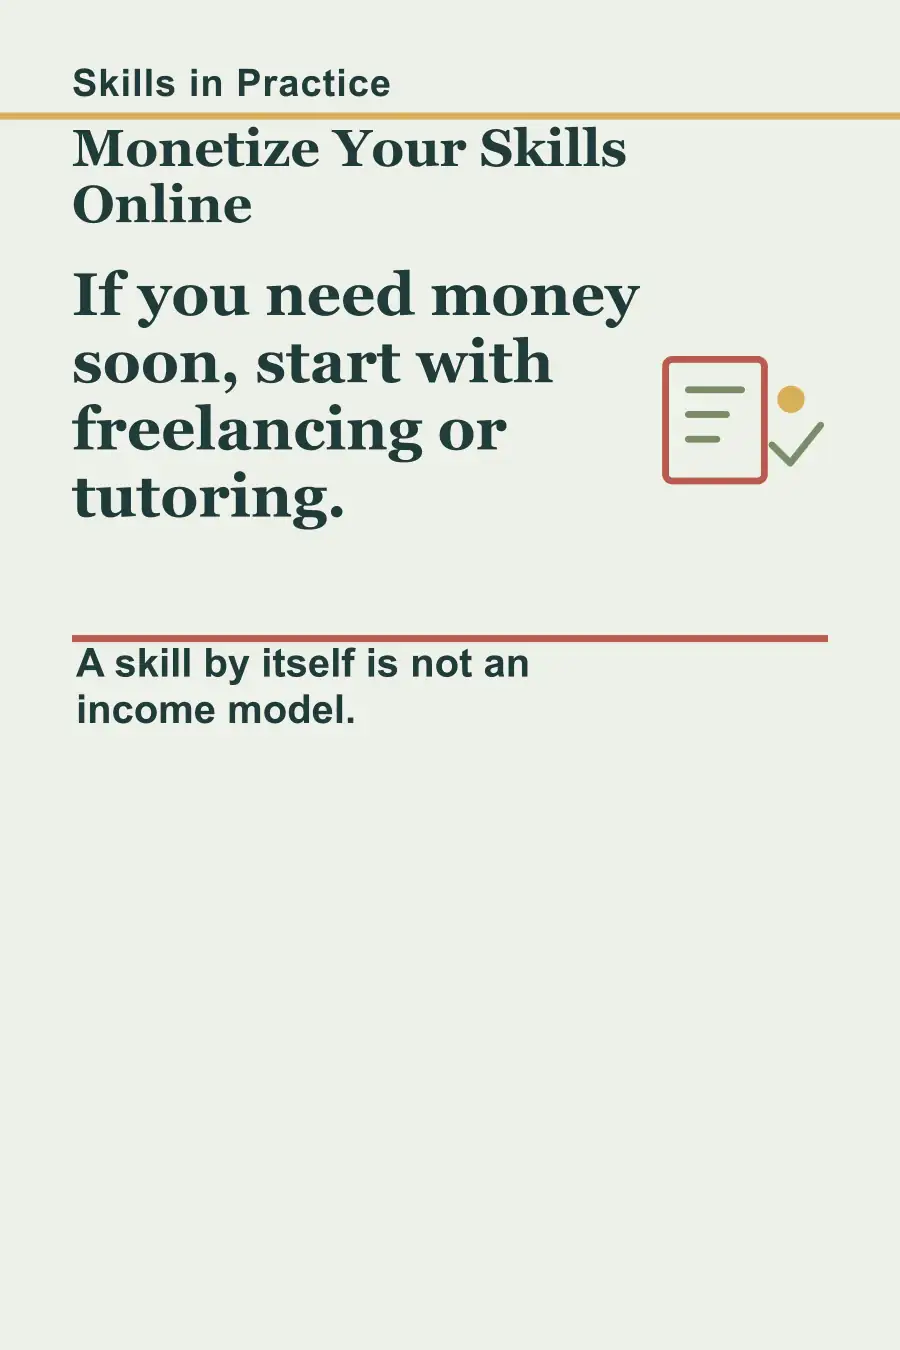 Skills in Practice
Monetize Your Skills
Online
If you need money
soon, start with
freelancing or
tutoring.
A skill by itself is not an
income model.